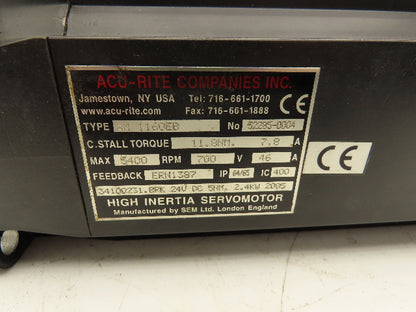 ACU-RITE COMPANIES INC.
Jamestown, NY USA Tel: 716-661-1700
www.acu-rite.com Fax: 716-661-1888 CE
TYPE 1160E0 No 52285-0004
C.STALL TORQUE 11.8NM. 7.8 A
MAX 5400 RPM 700 V 46 A
FEEDBACK ERN1387 IP 64/65 IC 400
34100231.BRK 24V DC 5NM, 2.4KW 2005
HIGH INERTIA SERVOMOTOR
Manufactured by SEM Ltd. London England
CE